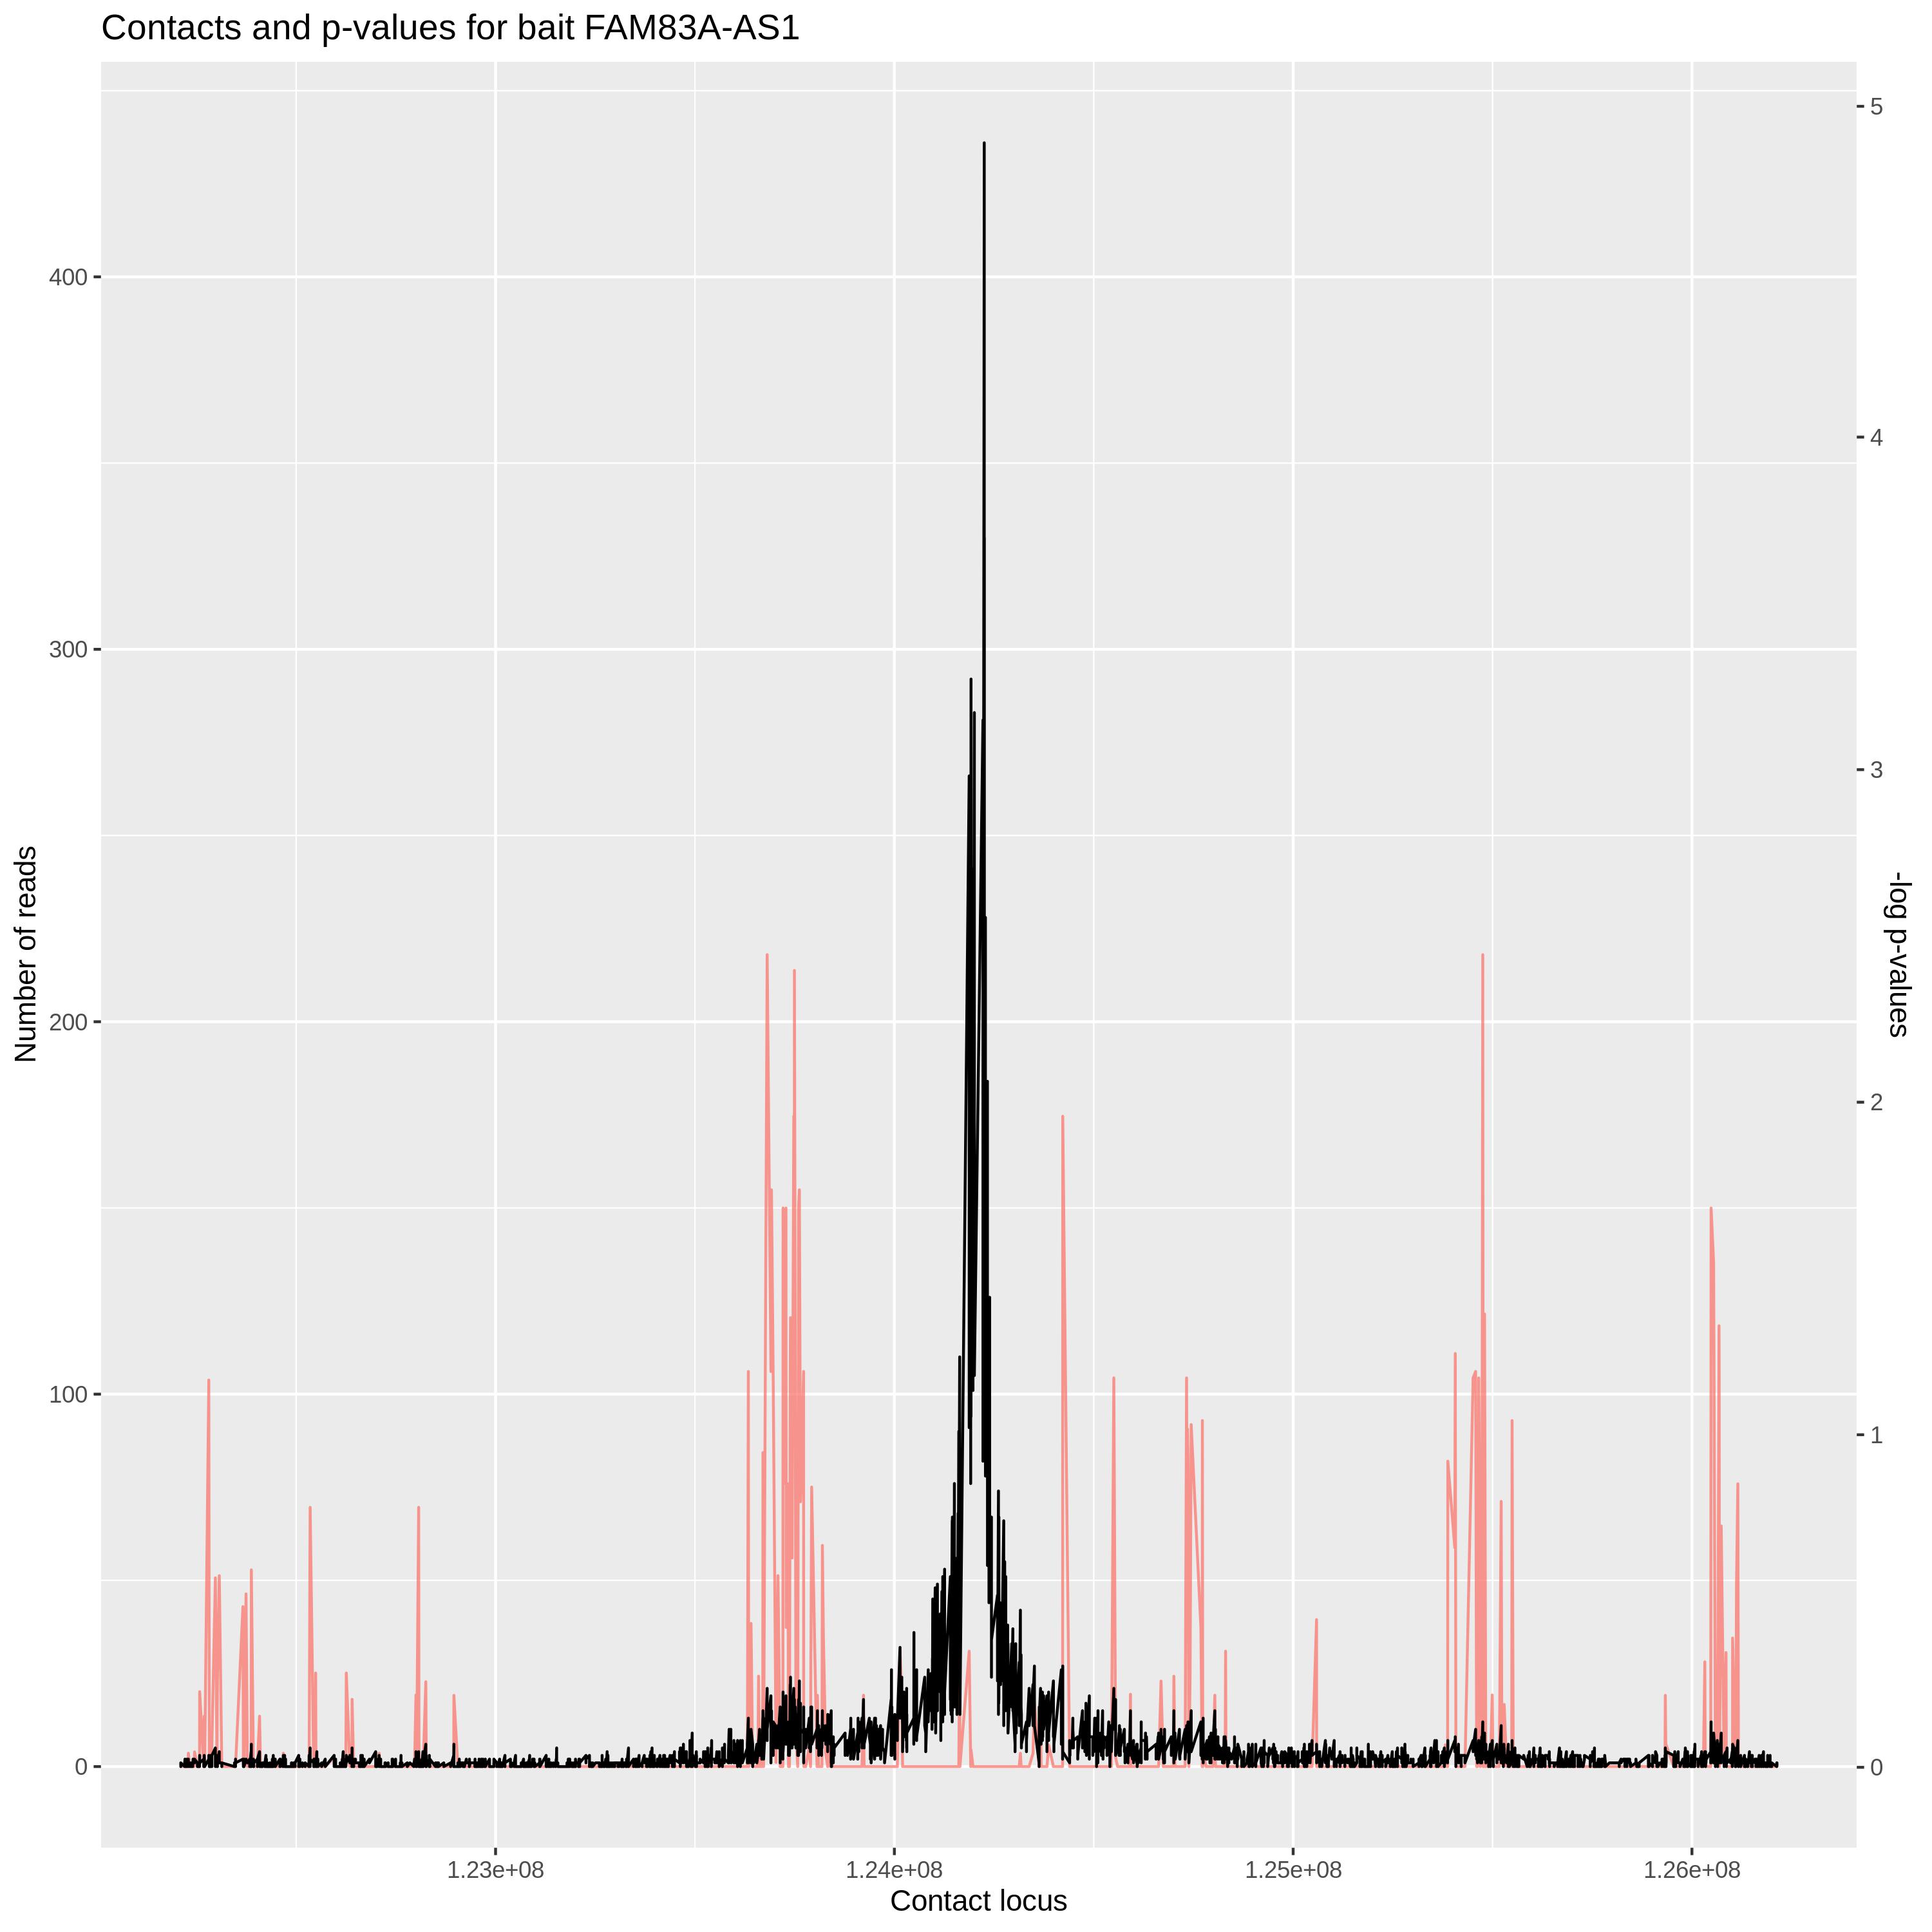 Contacts and p-values for bait FAM83A-AS1
400
300
200
100
0
Number of reads
5
4
3
2
1
0
-log p-values
1.23e+08
1.24e+08
1.25e+08
1.26e+08
Contact locus